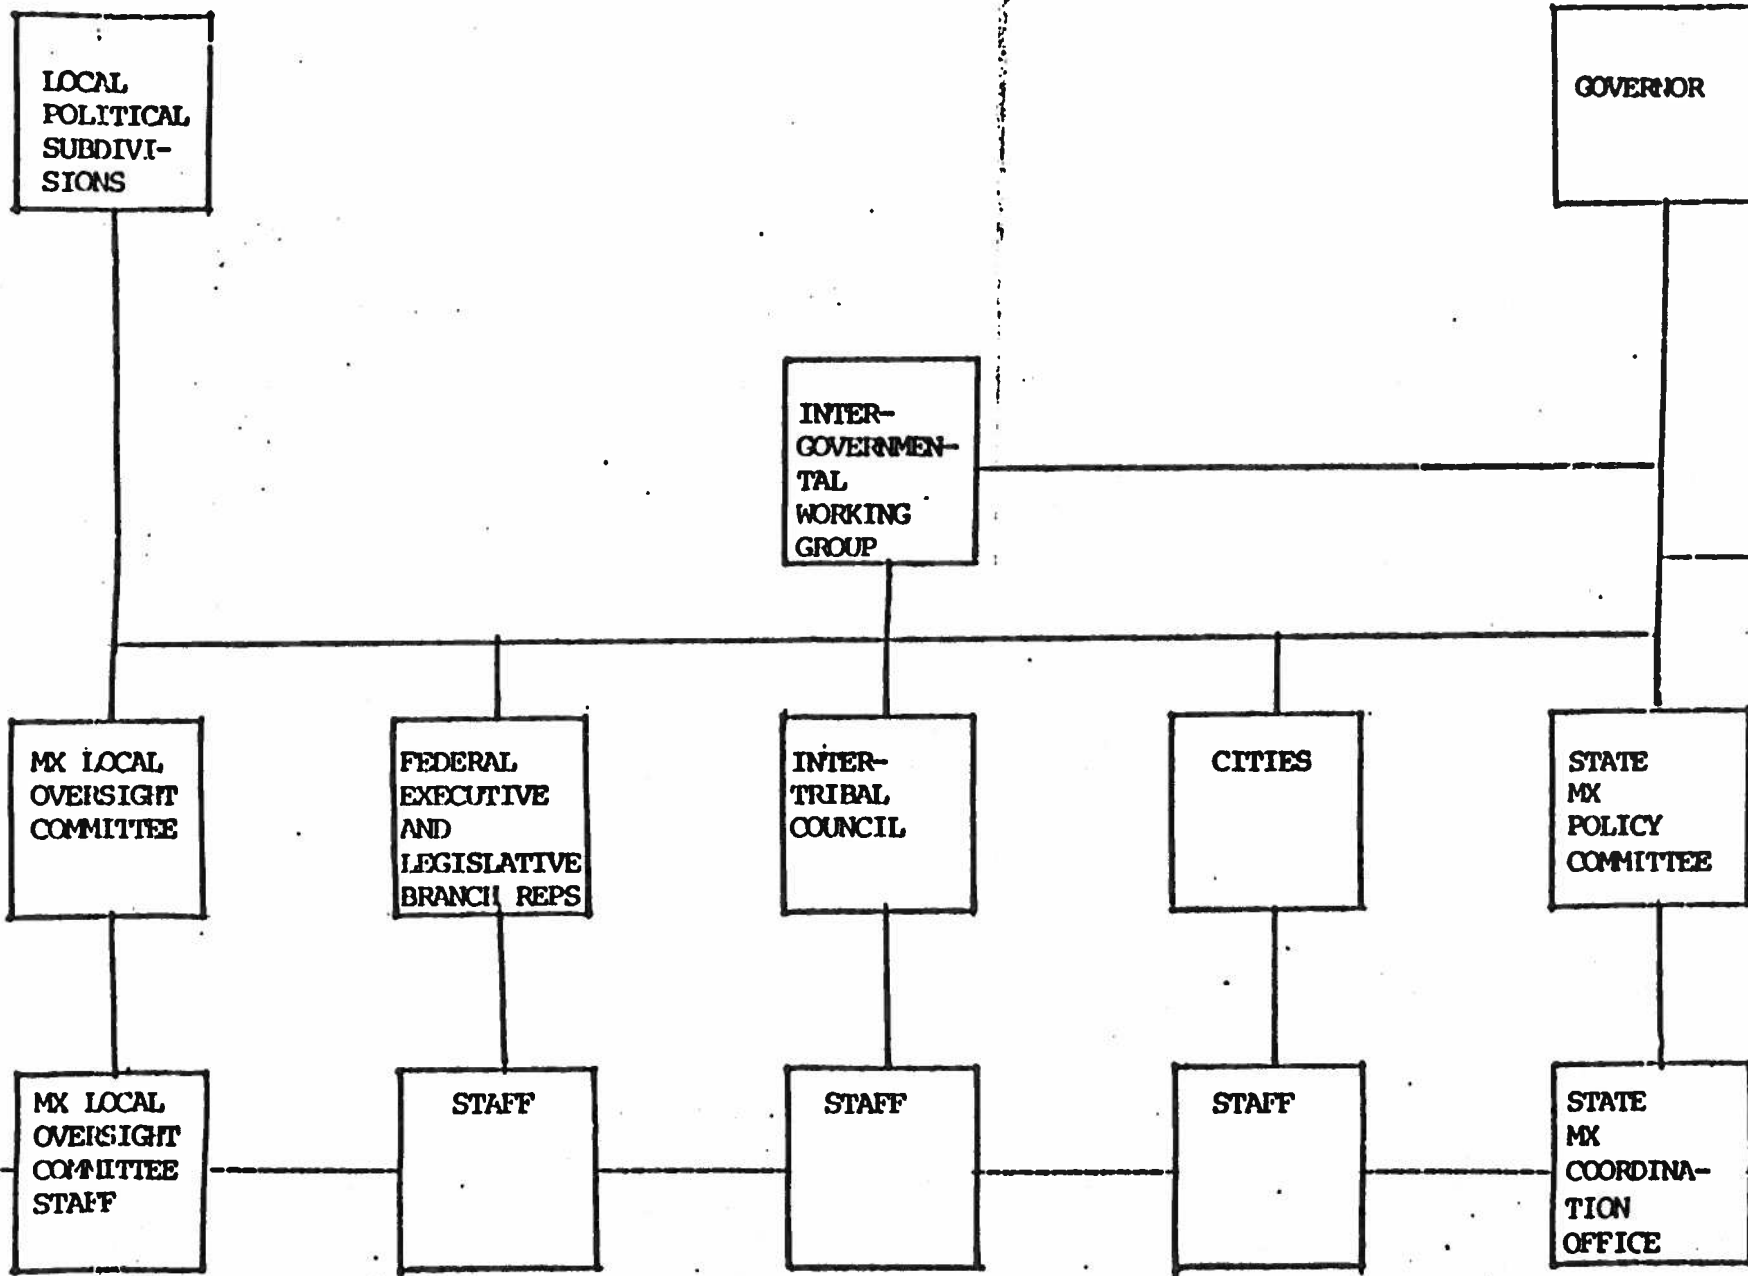 LOCAL
POLITICAL
SUBDIVI-
SIONS
GOVERNOR
INTER-
GOVERNMEN-
TAL
WORKING
GROUP
MX LOCAL
OVERSIGHT
COMMITTEE
FEDERAL
EXECUTIVE
AND
LEGISLATIVE
BRANCH REPS
INTER-
TRIBAL
COUNCIL
CITIES
STATE
MX
POLICY
COMMITTEE
MX LOCAL
OVERSIGHT
COMMITTEE
STAFF
STAFF
STAFF
STAFF
STATE
MX
COORDINA-
TION
OFFICE